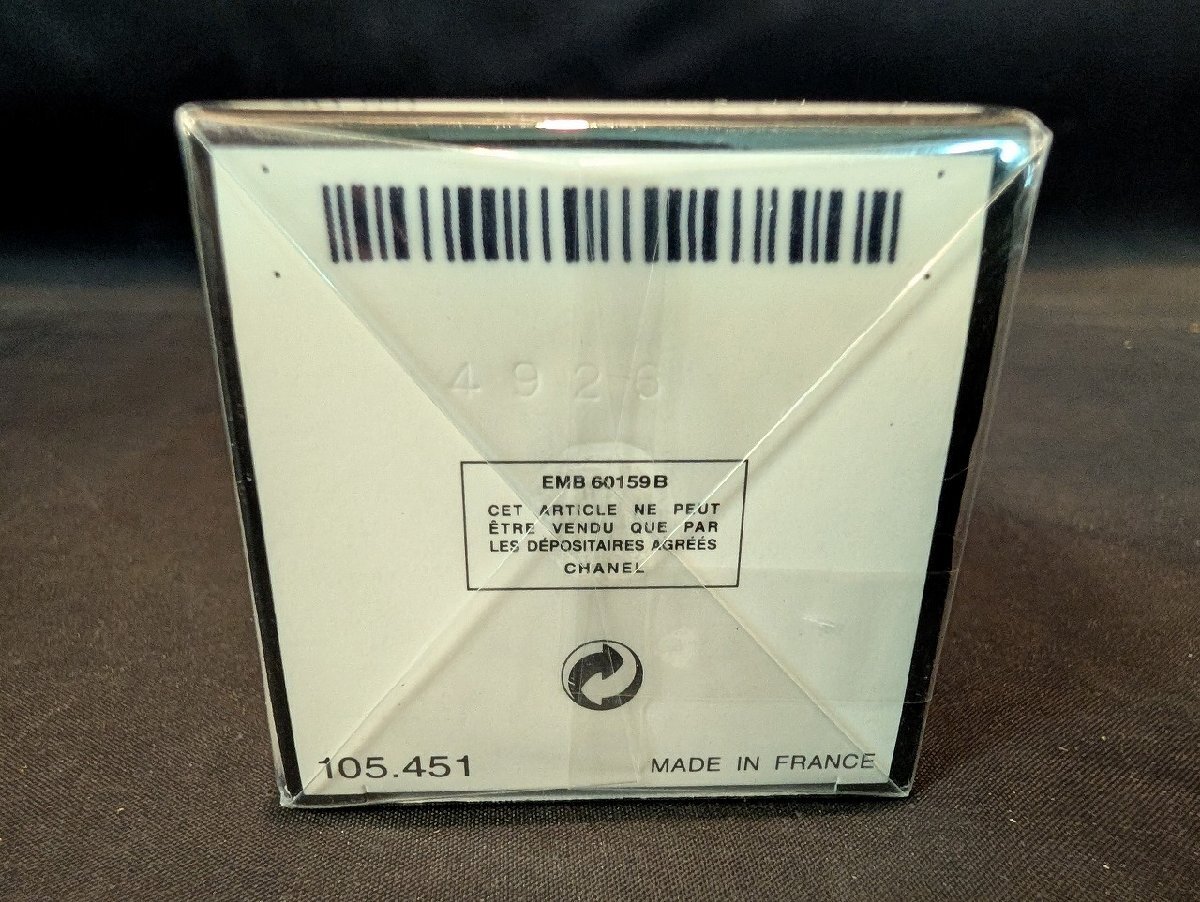 4926
EMB 60159B
CET ARTICLE NE PEUT
ÊTRE VENDU QUE PAR
LES DÉPOSITAIRES AGRÉÉS
CHANEL
105.451
MADE IN FRANCE